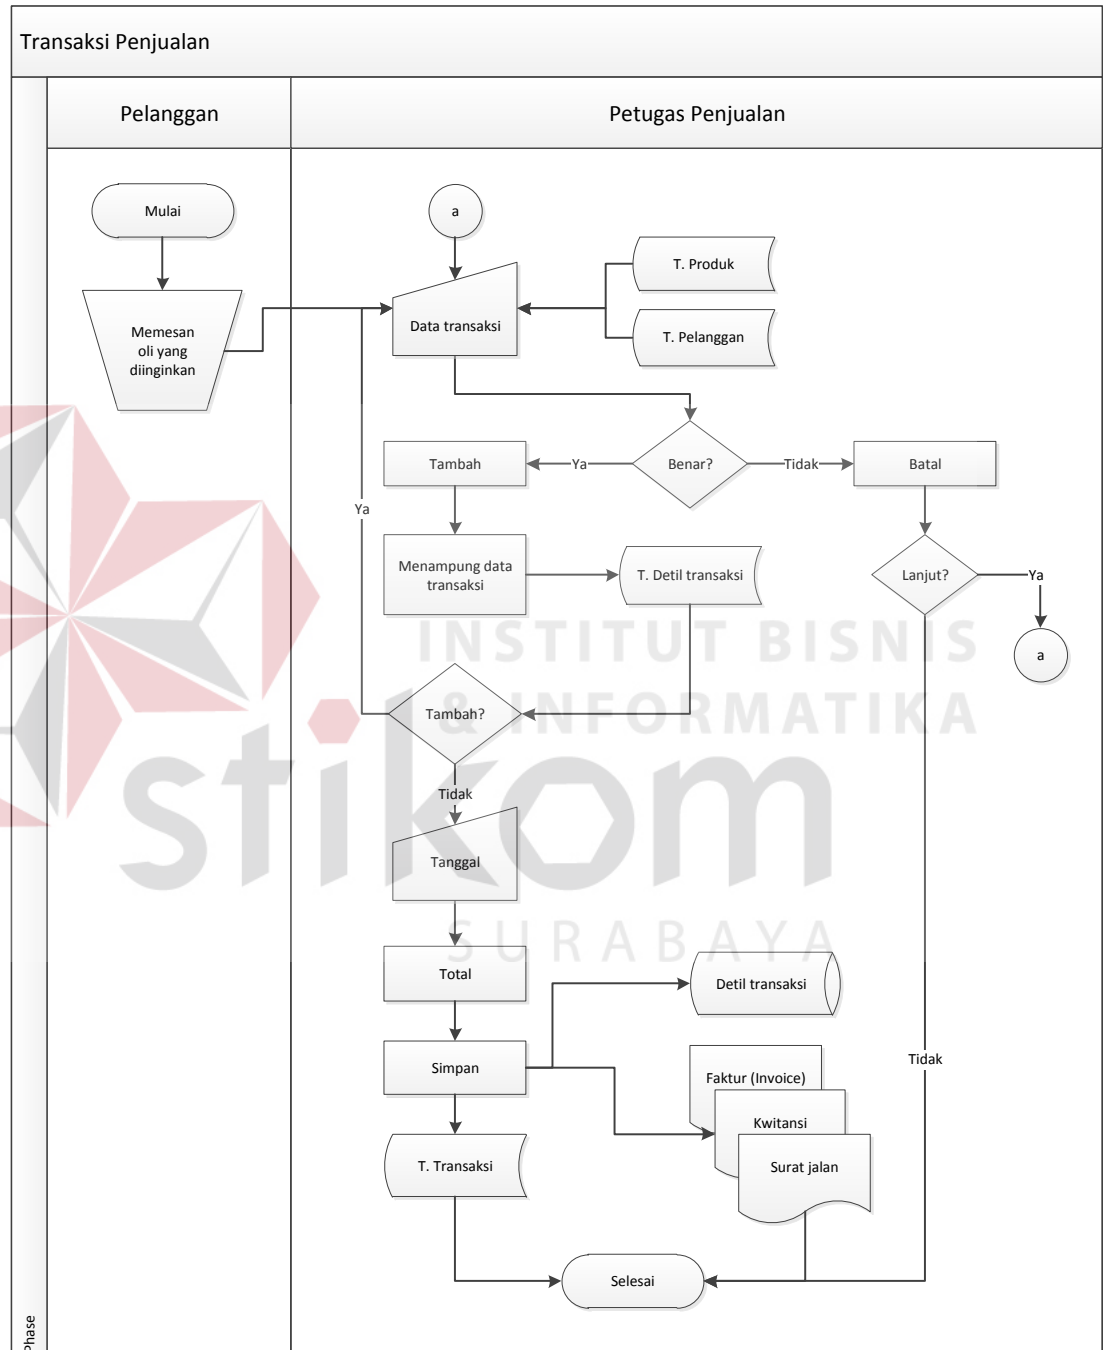 Transaksi Penjualan
Pelanggan
Petugas Penjualan
Mulai
a
T. Produk
Memesan
oli yang
diinginkan
Data transaksi
T. Pelanggan
Tambah
Ya
Benar?
Tidak
Batal
Ya
Menampung data
transaksi
T. Detil transaksi
Lanjut?
Ya
a
INSTITUT BISNIS
& INFORMATIKA
Tambah?
stikom
Tidak
Tanggal
SURABAYA
Total
Detil transaksi
Simpan
Faktur (Invoice)
Tidak
Kwitansi
T. Transaksi
Surat jalan
Selesai
Phase